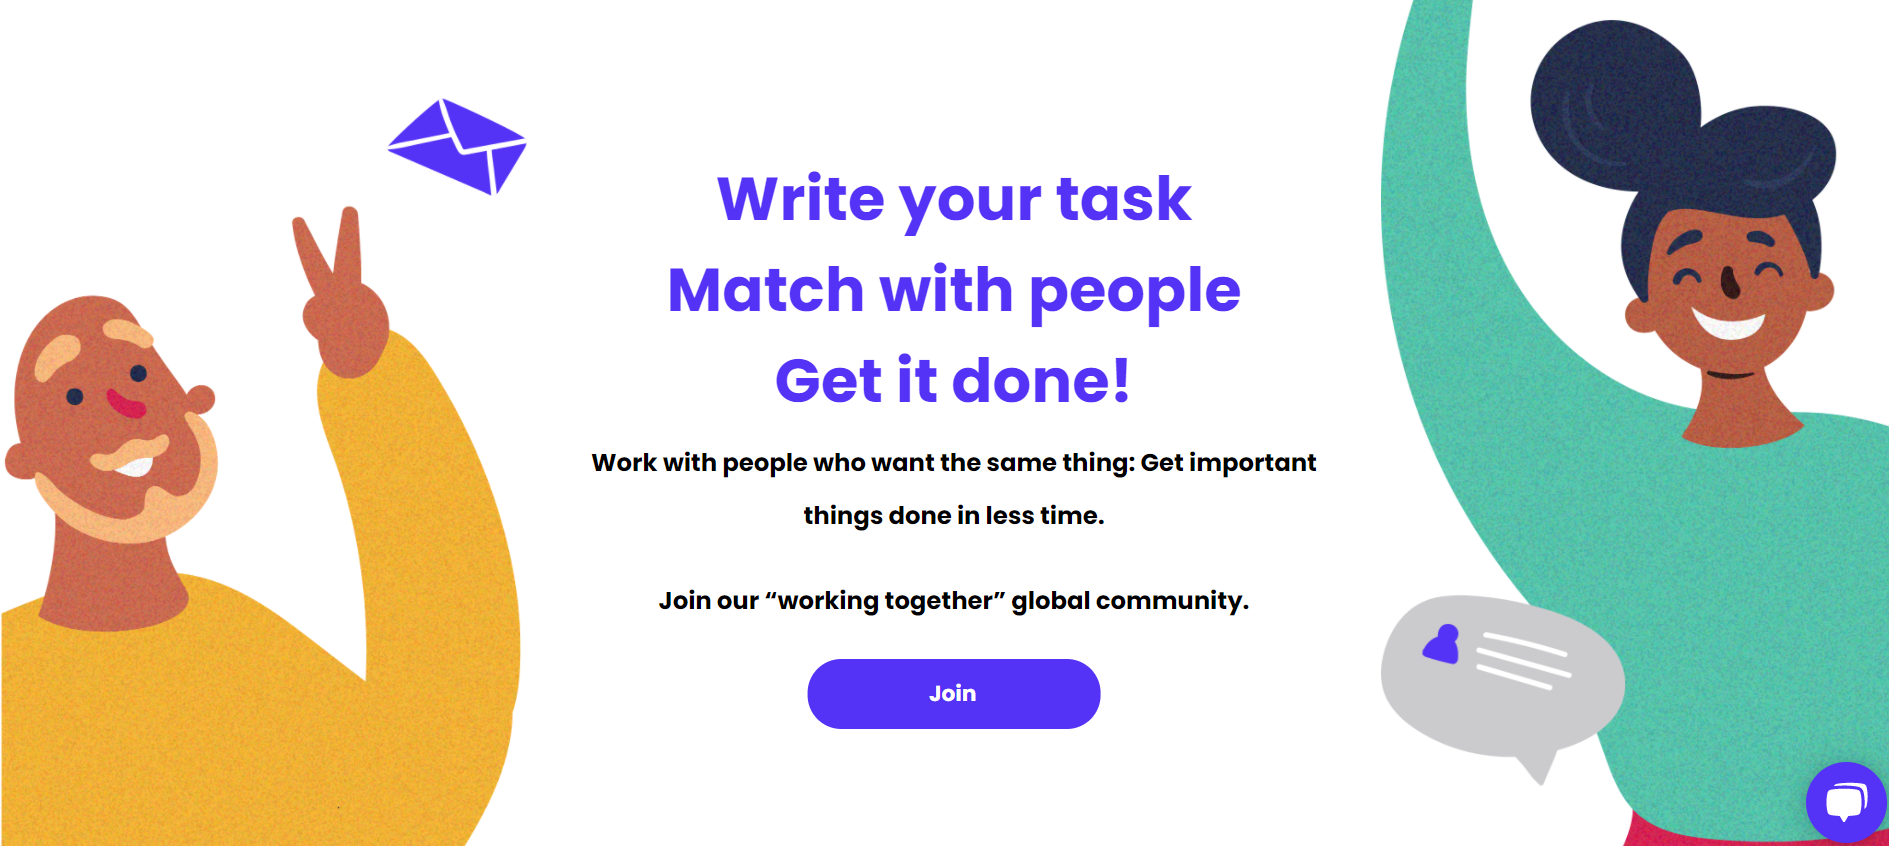 Write your task
Match with people
Get it done!
Work with people who want the same thing: Get important
things done in less time.
Join our “working together” global community.
Join